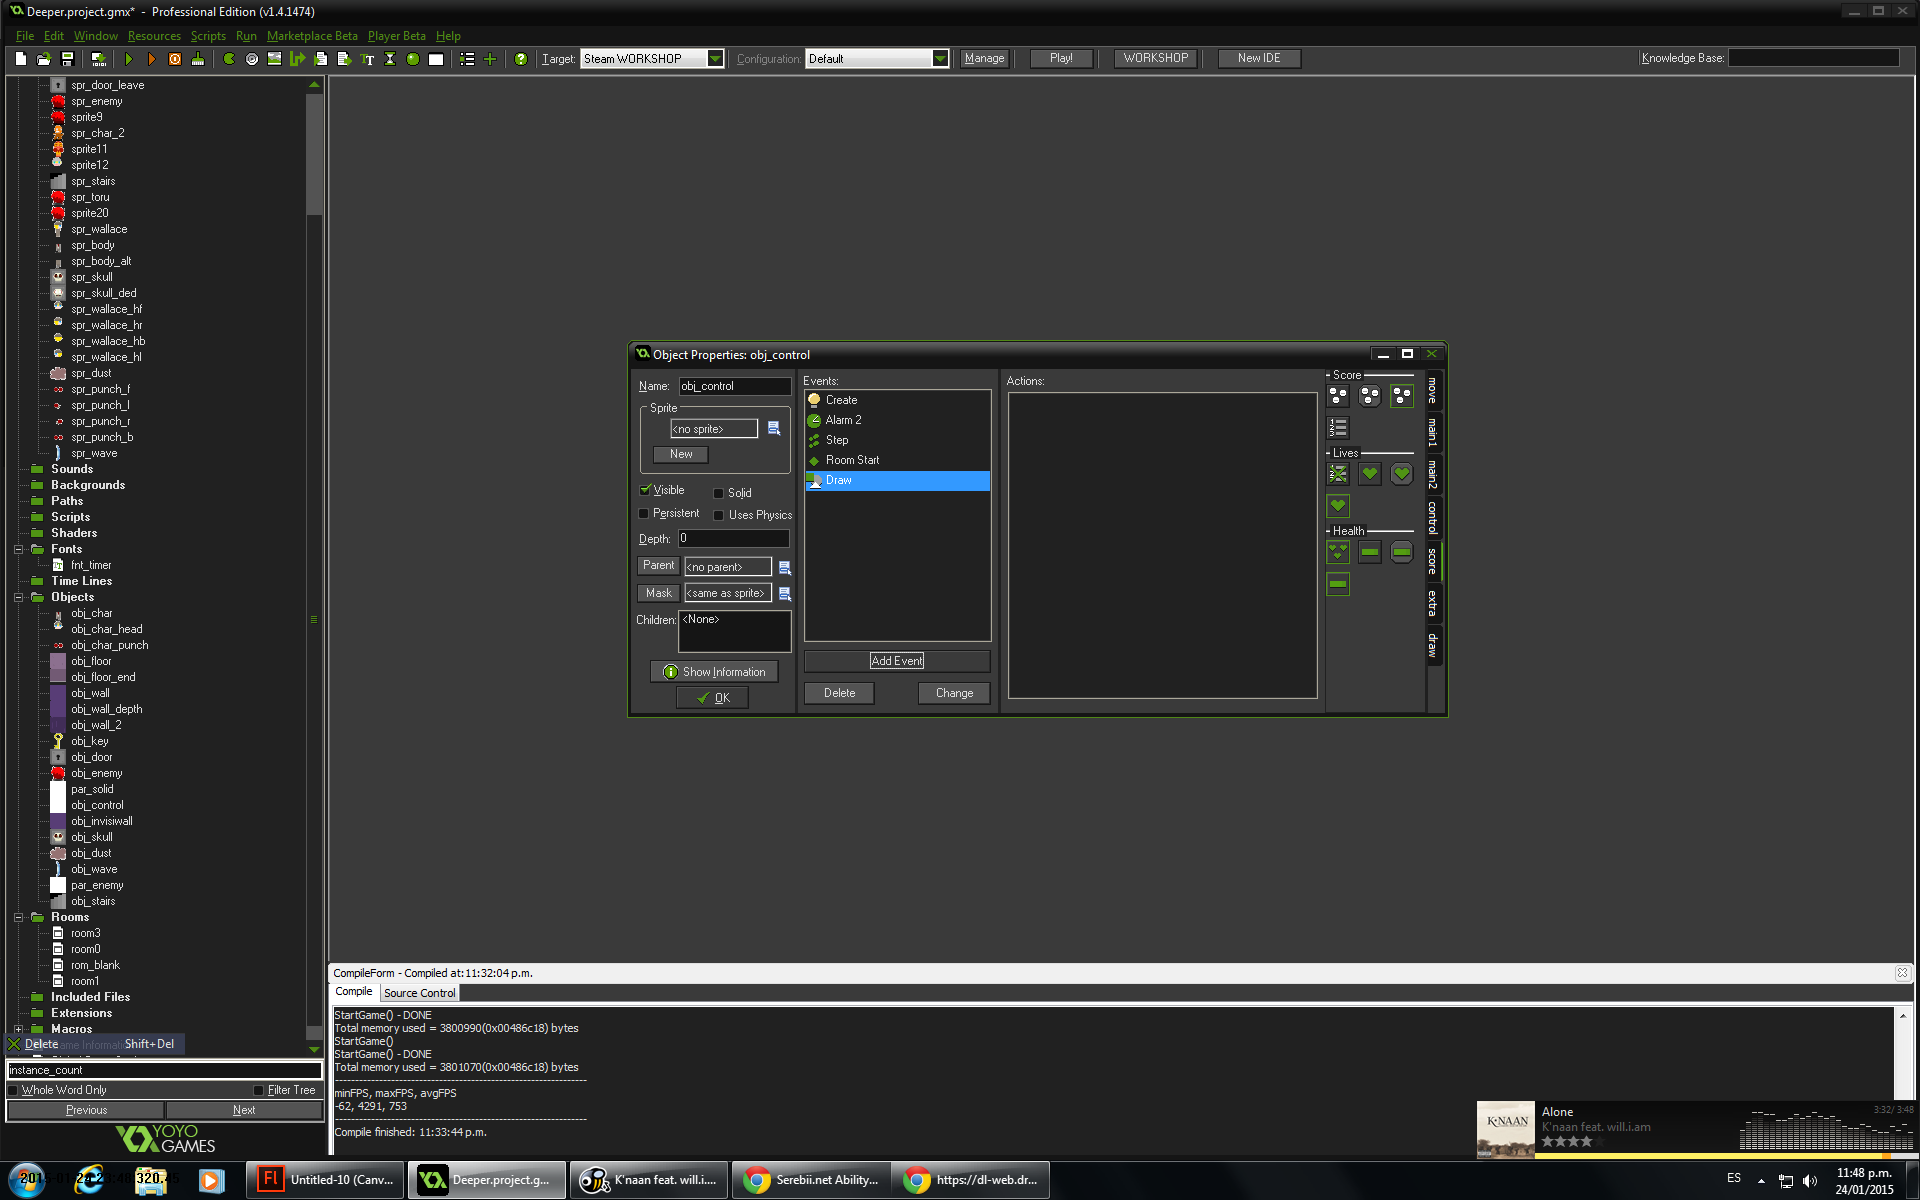 Deeper.project.gmx* - Professional Edition (v1.4.1474)
File Edit Window Resources Scripts Run Marketplace Beta Player Beta Help
Target: Steam WORKSHOP Configuration: Default Manage Play! WORKSHOP New IDE Knowledge Base:
spr_door_leave
spr_enemy
sprite9
spr_char_2
sprite11
sprite12
spr_stairs
spr_toru
sprite20
spr_wallace
spr_body
spr_body_alt
spr_skull
spr_skull_ded
spr_wallace_hf
spr_wallace_hr
spr_wallace_hb
spr_wallace_hl
spr_dust
spr_punch_f
spr_punch_l
spr_punch_r
spr_punch_b
spr_wave
Sounds
Backgrounds
Paths
Scripts
Shaders
Fonts
fnt_timer
Time Lines
Objects
obj_char
obj_char_head
obj_char_punch
obj_floor
obj_floor_end
obj_wall
obj_wall_depth
obj_wall_2
obj_key
obj_door
obj_enemy
par_solid
obj_control
obj_invisiwall
obj_skull
obj_dust
obj_wave
par_enemy
obj_stairs
Rooms
room3
room0
rom_blank
room1
Included Files
Extensions
Macros
Delete Shift+Del
instance_count
Whole Word Only Filter Tree
Previous Next
YOYO GAMES
Object Properties: obj_control
Name: obj_control
Sprite
<no sprite>
New
Visible Solid
Persistent Uses Physics
Depth: 0
Parent <no parent>
Mask <same as sprite>
Children: <None>
Show Information
OK
Events:
Create
Alarm 2
Step
Room Start
Draw
Add Event
Delete Change
Actions:
Score
Lives
Health
move
main1
main2
control
score
extra
draw
CompileForm - Compiled at: 11:32:04 p.m.
Compile Source Control
StartGame() - DONE
Total memory used = 3800990(0x00486c18) bytes
StartGame()
StartGame() - DONE
Total memory used = 3801070(0x00486c18) bytes
minFPS, maxFPS, avgFPS
-62, 4291, 753
Compile finished: 11:33:44 p.m.
K'NAAN
Alone
K'naan feat. will.i.am
3:32/ 3:48
Untitled-10 (Canv...
Deeper.project.g...
K'naan feat. will.i....
Serebii.net Ability...
https://dl-web.dr...
ES
11:48 p.m.
24/01/2015